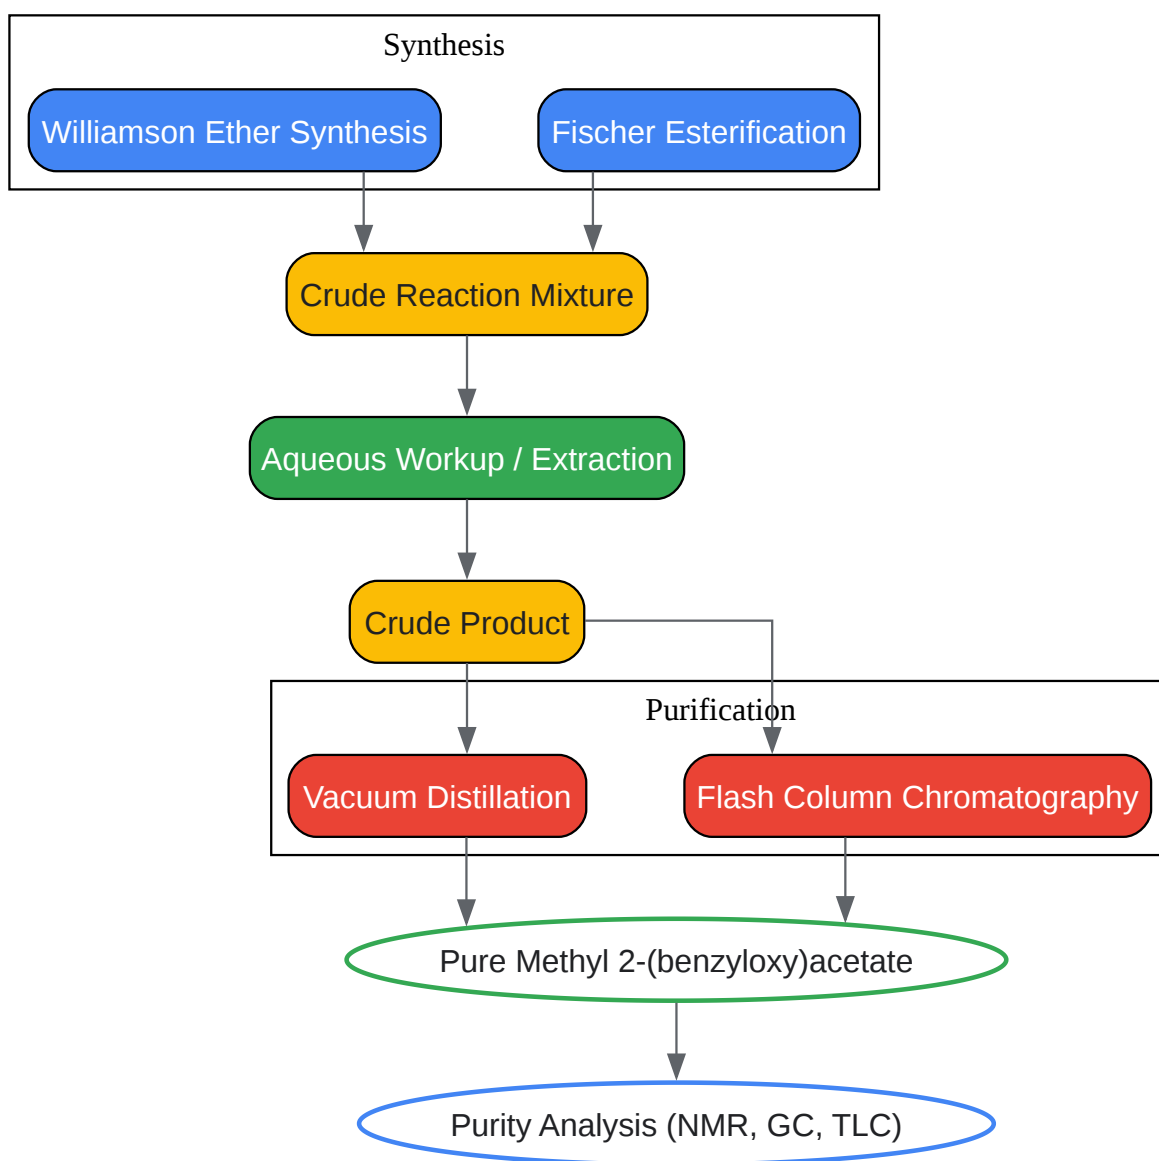 Synthesis
Williamson Ether Synthesis
Fischer Esterification
Crude Reaction Mixture
Aqueous Workup / Extraction
Crude Product
Purification
Vacuum Distillation
Flash Column Chromatography
Pure Methyl 2-(benzyloxy)acetate
Purity Analysis (NMR, GC, TLC)